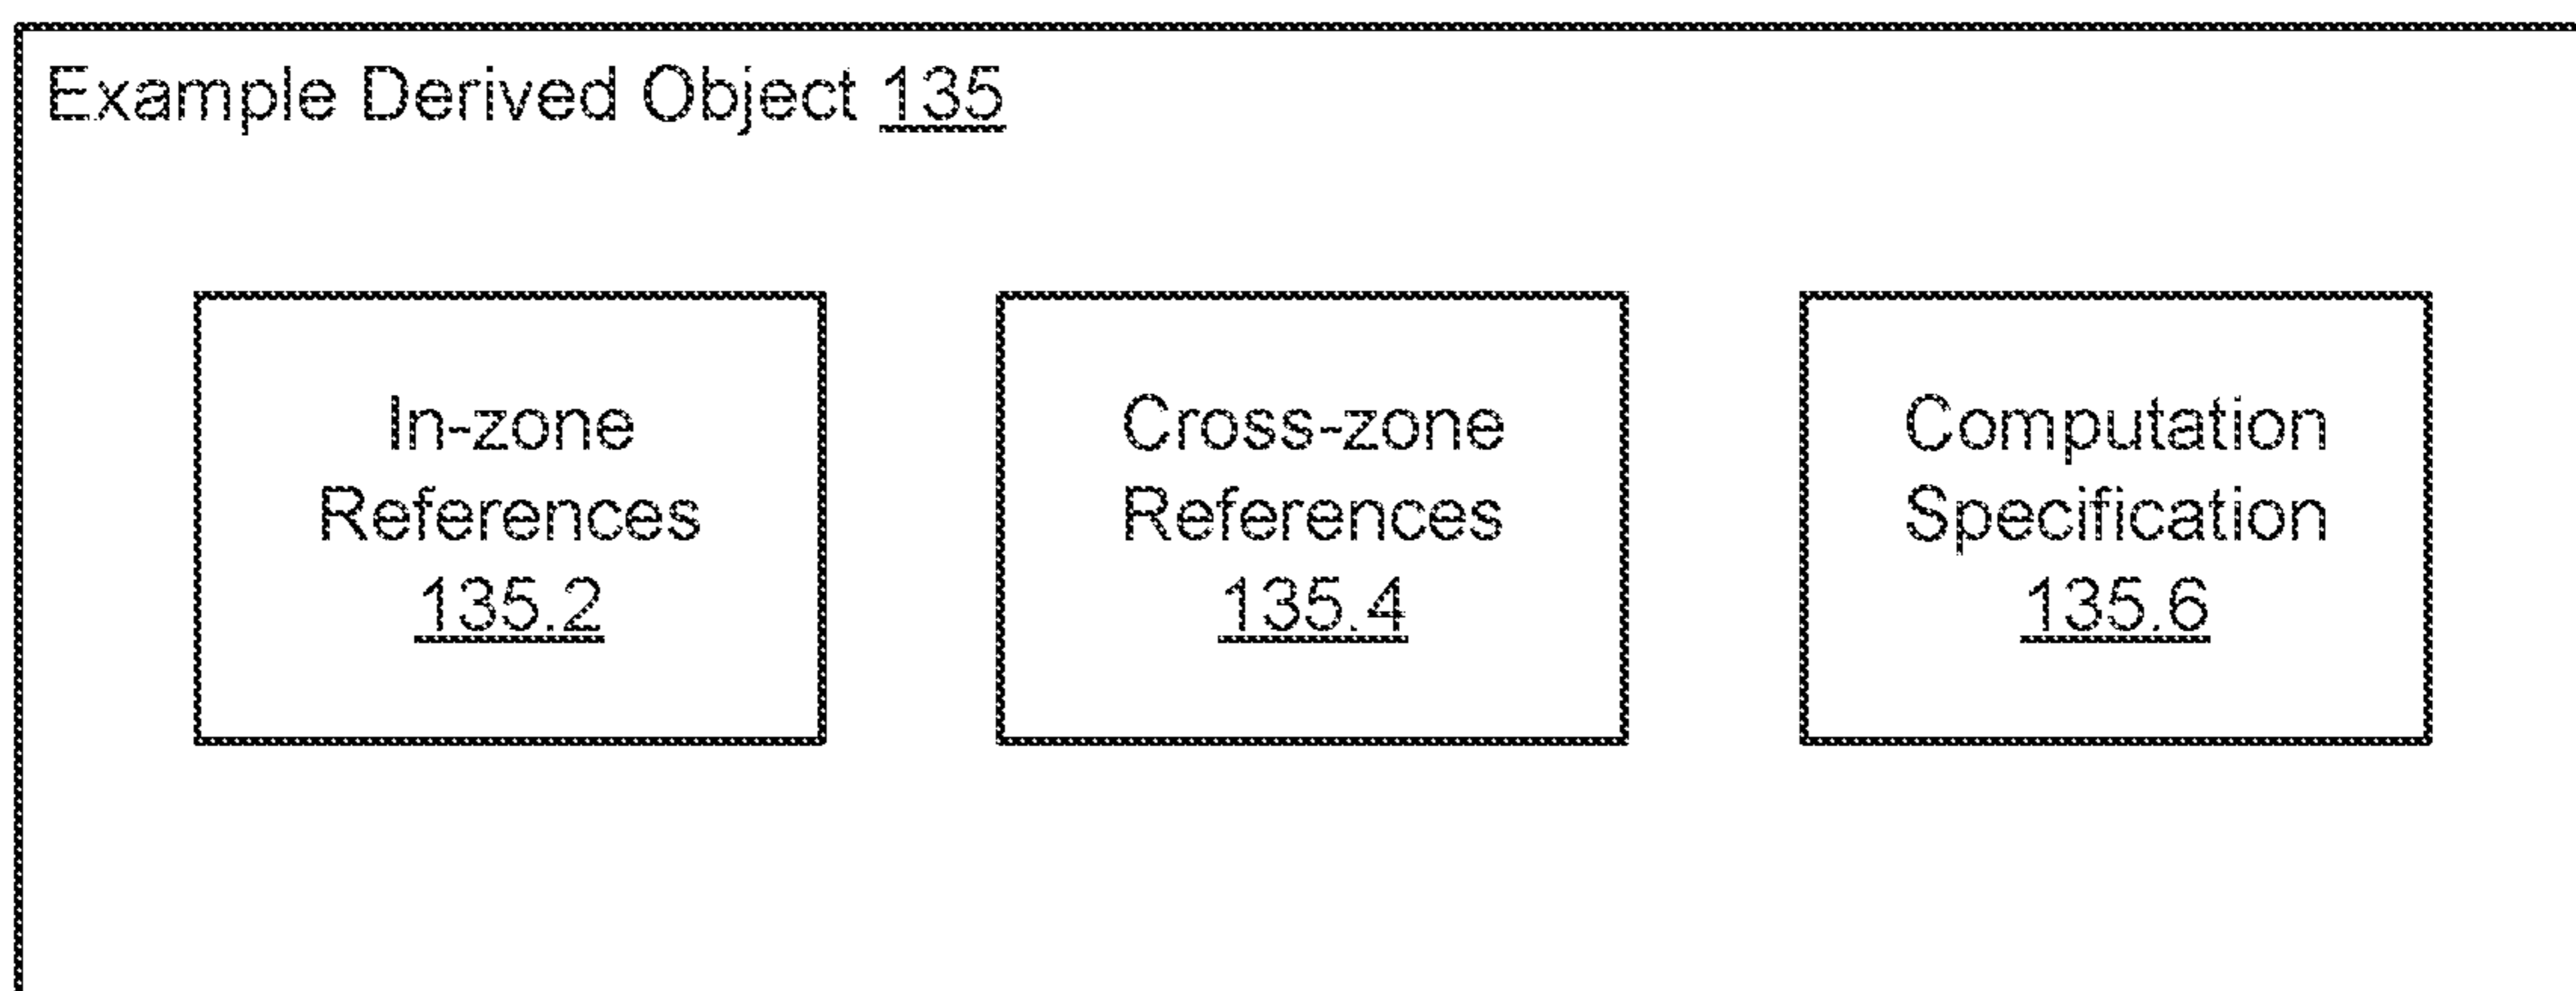 Example Derived Object 135
In-zone
References
135.2
Cross-zone
References
135.4
Computation
Specification
135.6